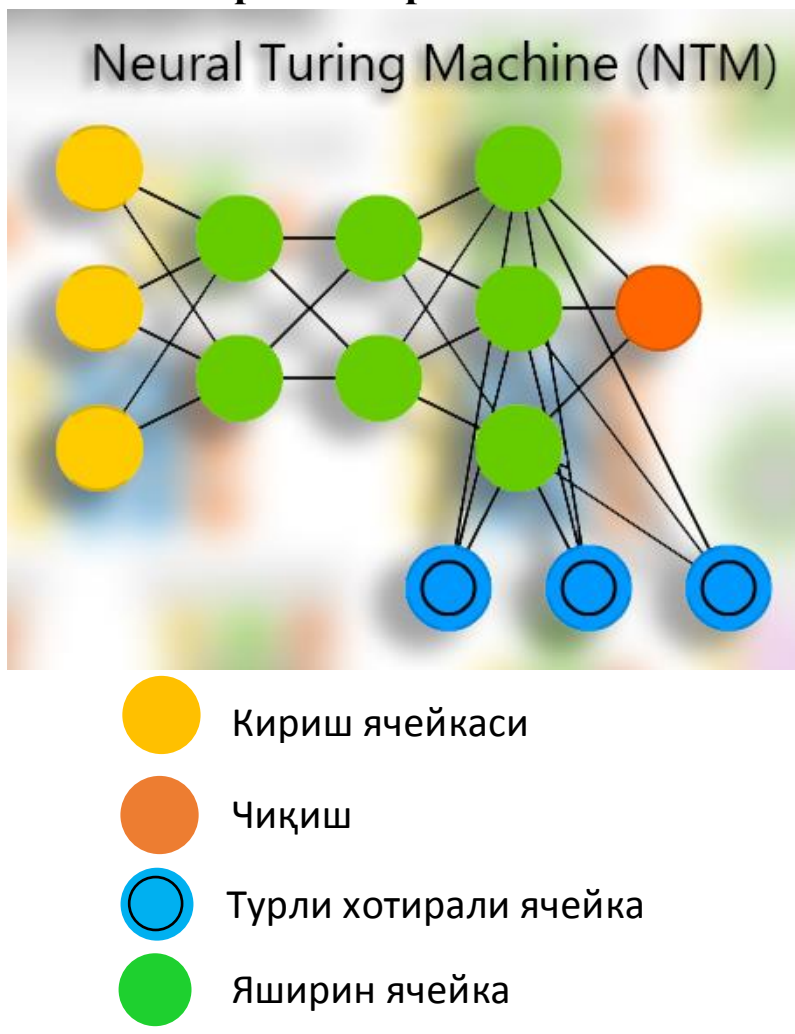 Neural Turing Machine (NTM)
Кириш ячейкаси
Чиқиш
Турли хотирали ячейка
Яширин ячейка